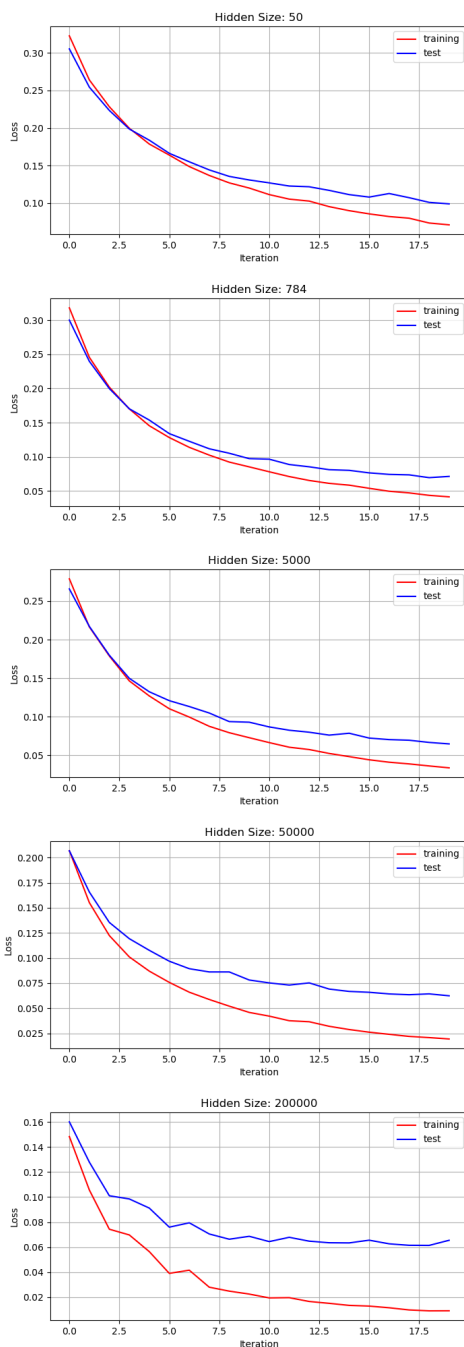 Hidden Size: 50
training
test
0.30
0.25
0.20
0.15
0.10
Loss
0.0 2.5 5.0 7.5 10.0 12.5 15.0 17.5
Iteration
Hidden Size: 784
training
test
0.30
0.25
0.20
0.15
0.10
0.05
Loss
0.0 2.5 5.0 7.5 10.0 12.5 15.0 17.5
Iteration
Hidden Size: 5000
training
test
0.25
0.20
0.15
0.10
0.05
Loss
0.0 2.5 5.0 7.5 10.0 12.5 15.0 17.5
Iteration
Hidden Size: 50000
training
test
0.200
0.175
0.150
0.125
0.100
0.075
0.050
0.025
Loss
0.0 2.5 5.0 7.5 10.0 12.5 15.0 17.5
Iteration
Hidden Size: 200000
training
test
0.16
0.14
0.12
0.10
0.08
0.06
0.04
0.02
Loss
0.0 2.5 5.0 7.5 10.0 12.5 15.0 17.5
Iteration